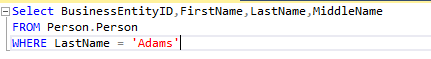 Select BusinessEntityID,FirstName,LastName,MiddleName
FROM Person.Person
WHERE LastName = 'Adams'